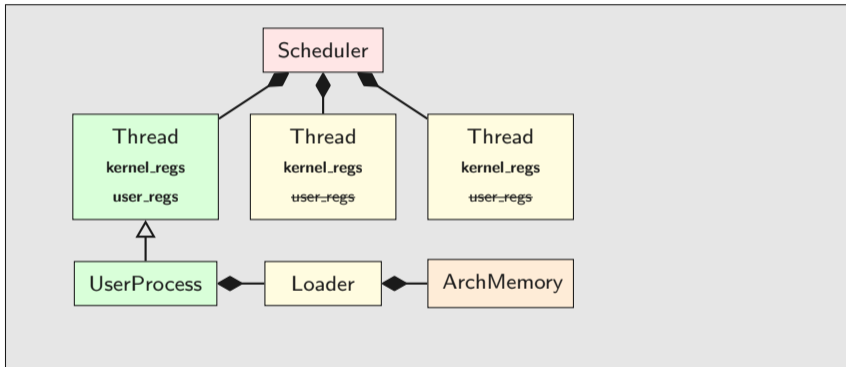 Scheduler
Thread
kernel_regs
user_regs
Thread
kernel_regs
user_regs
Thread
kernel_regs
user_regs
UserProcess
Loader
ArchMemory